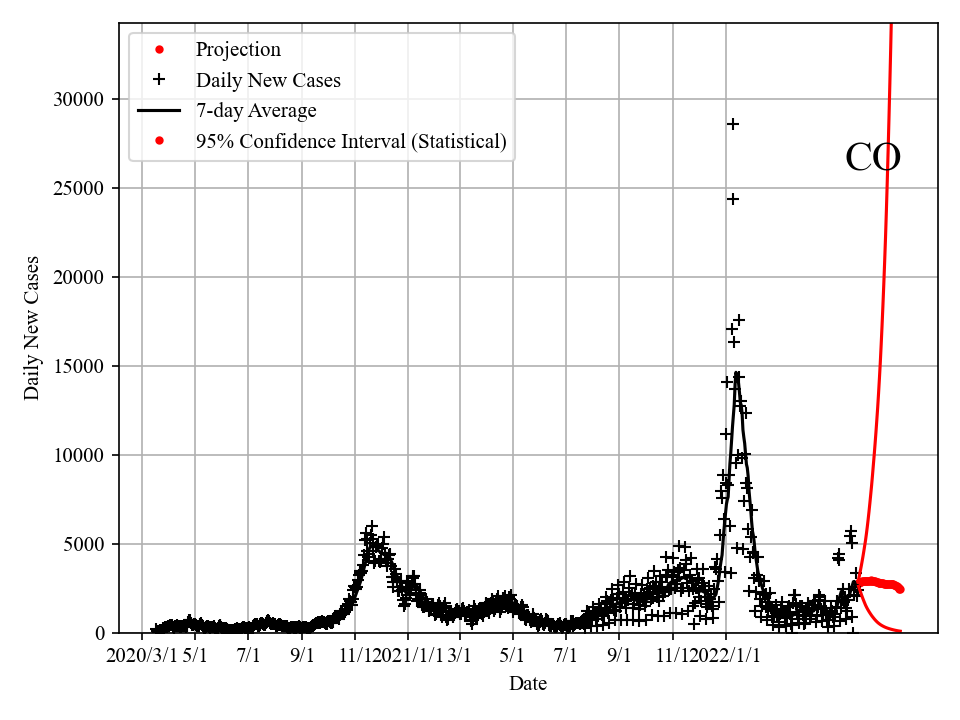 Projection
Daily New Cases
7-day Average
95% Confidence Interval (Statistical)
CO
30000
25000
20000
15000
10000
5000
0
Daily New Cases
2020/3/1 5/1 7/1 9/1 11/1 2021/1/1 3/1 5/1 7/1 9/1 11/1 2022/1/1
Date